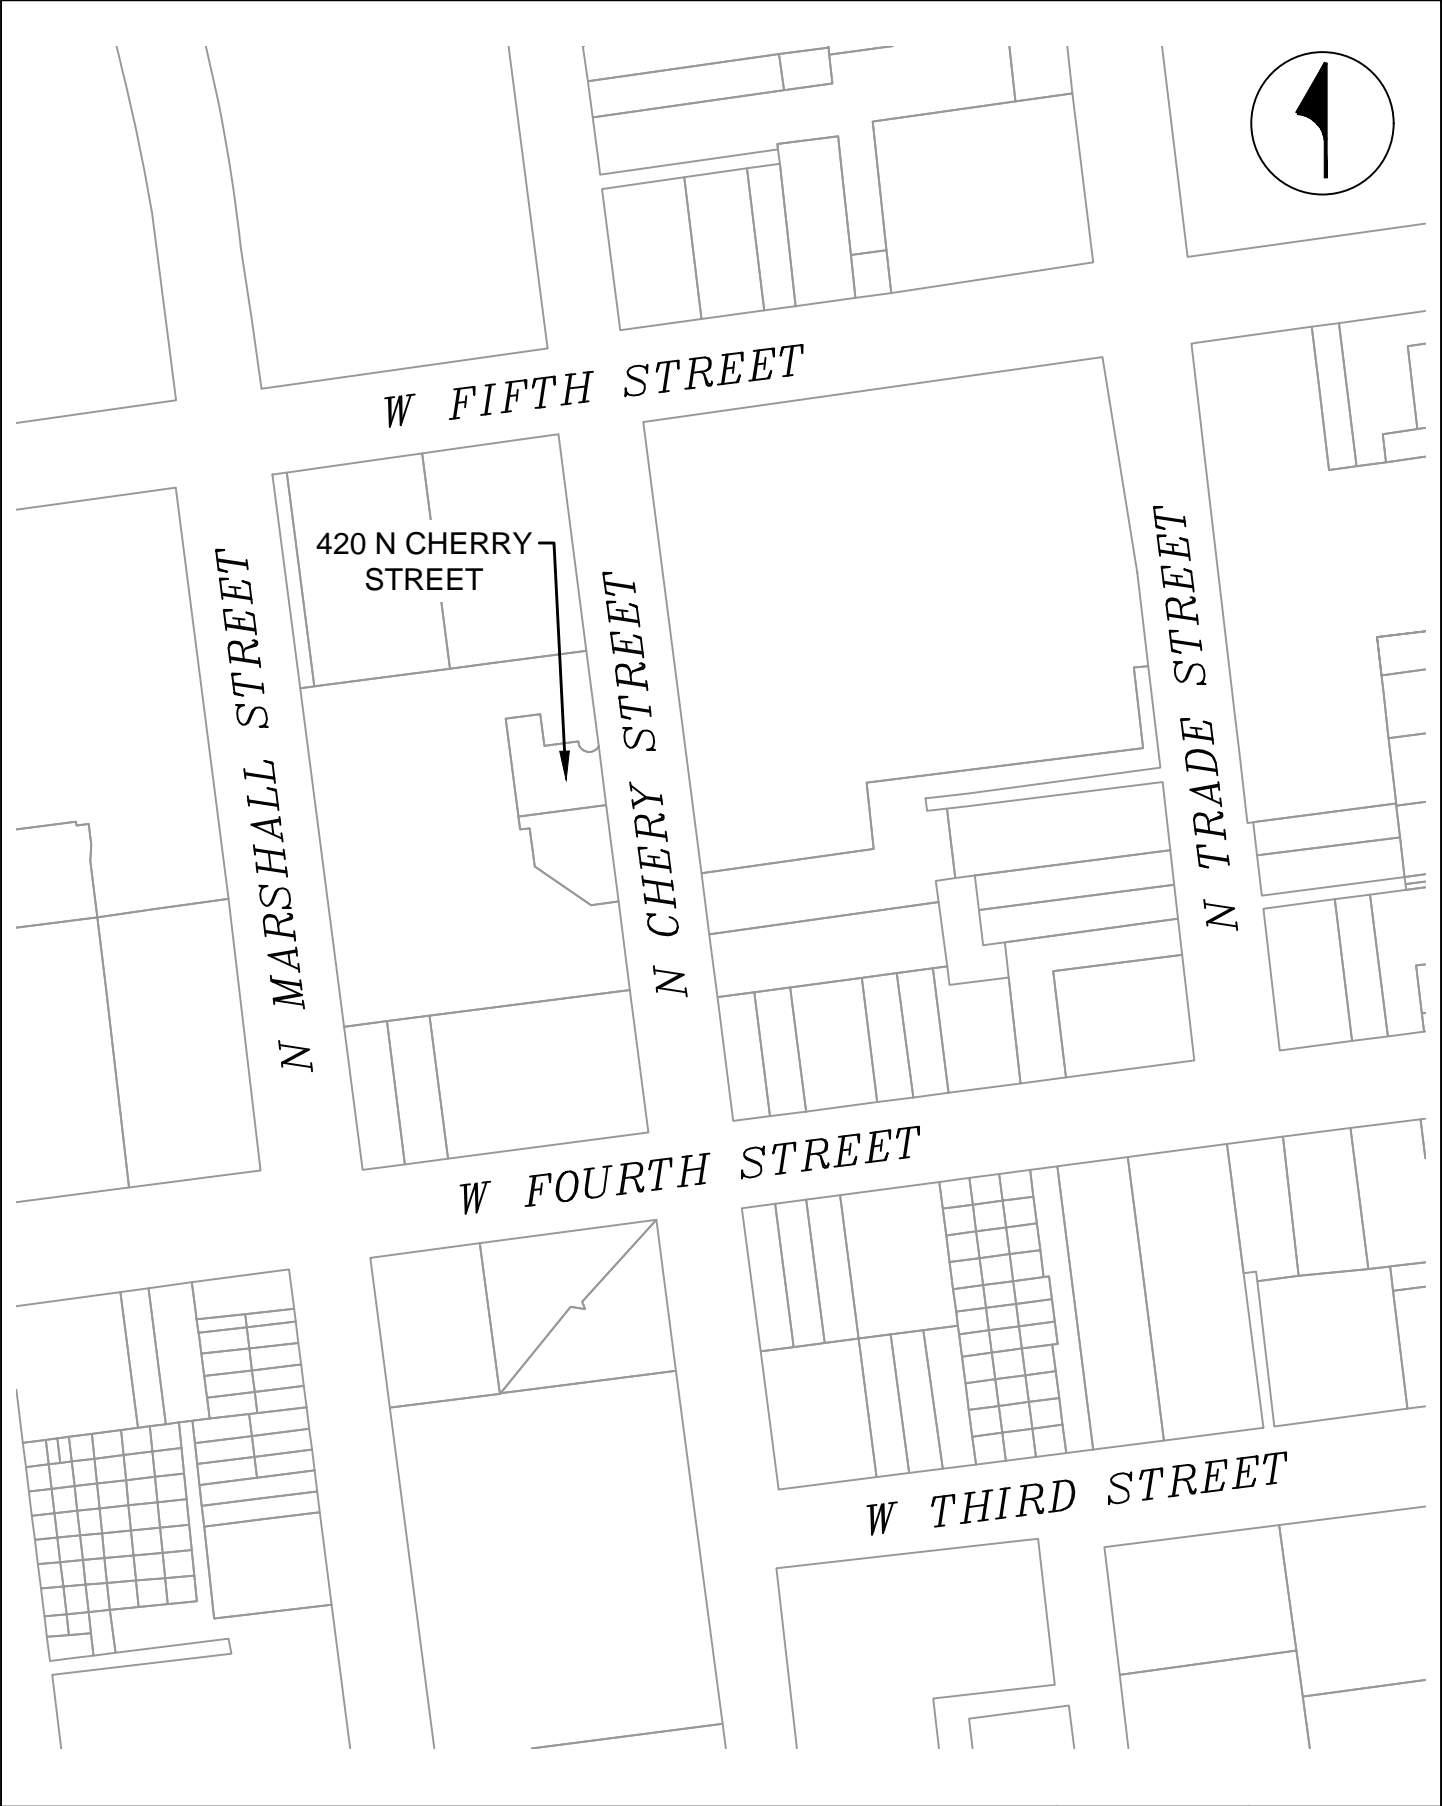 W FIFTH STREET
420 N CHERRY
STREET
N MARSHALL STREET
N CHERY STREET
N TRADE STREET
W FOURTH STREET
W THIRD STREET